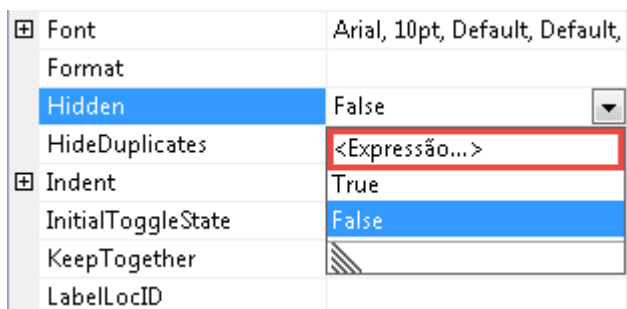 Font Arial, 10pt, Default, Default,
Format
Hidden False
HideDuplicates <Expressão...>
Indent True
InitialToggleState False
KeepTogether
LabelLocID